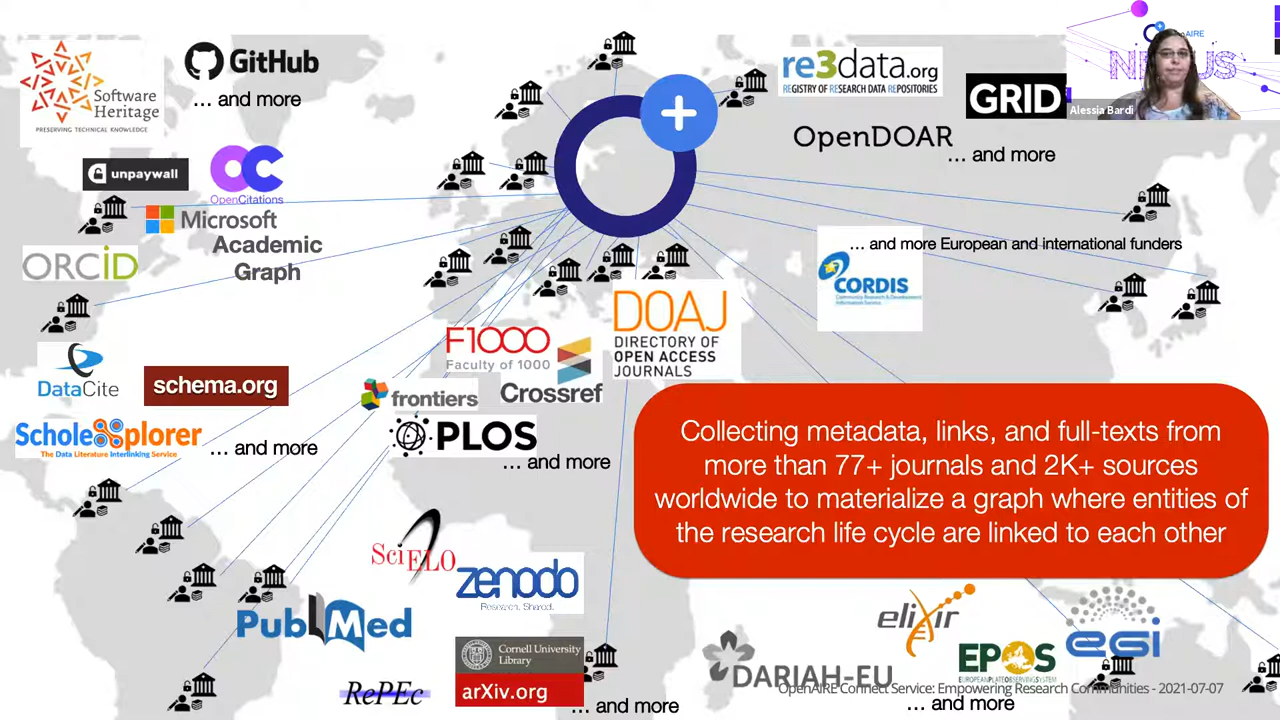 Software
Heritage
PRESERVING TECHNICAL KNOWLEDGE
GitHub
... and more
unpaywall
OC
OpenCitations
Microsoft
Academic
Graph
ORCiD
DataCite
schema.org
Scholexplorer
The Data Literature Interlinking Service
... and more
re3data.org
REGISTRY OF RESEARCH DATA REPOSITORIES
GRID
OpenDOAR
... and more
AIRE
Alessia Bardi
... and more European and international funders
CORDIS
F1000
Faculty of 1000
DOAJ
DIRECTORY OF
OPEN ACCESS
JOURNALS
Crossref
frontiers
PLOS
... and more
Collecting metadata, links, and full-texts from
more than 77+ journals and 2K+ sources
worldwide to materialize a graph where entities of
the research life cycle are linked to each other
SciELO
zenodo
Research. Shared.
PubMed
Cornell University
Library
arXiv.org
RePEc
... and more
elixir
EGI
EPOS
EUROPEAN PLATE OBSERVING SYSTEM
DARIAH-EU
OpenAIRE Connect Service: Empowering Research Communities - 2021-07-07
... and more